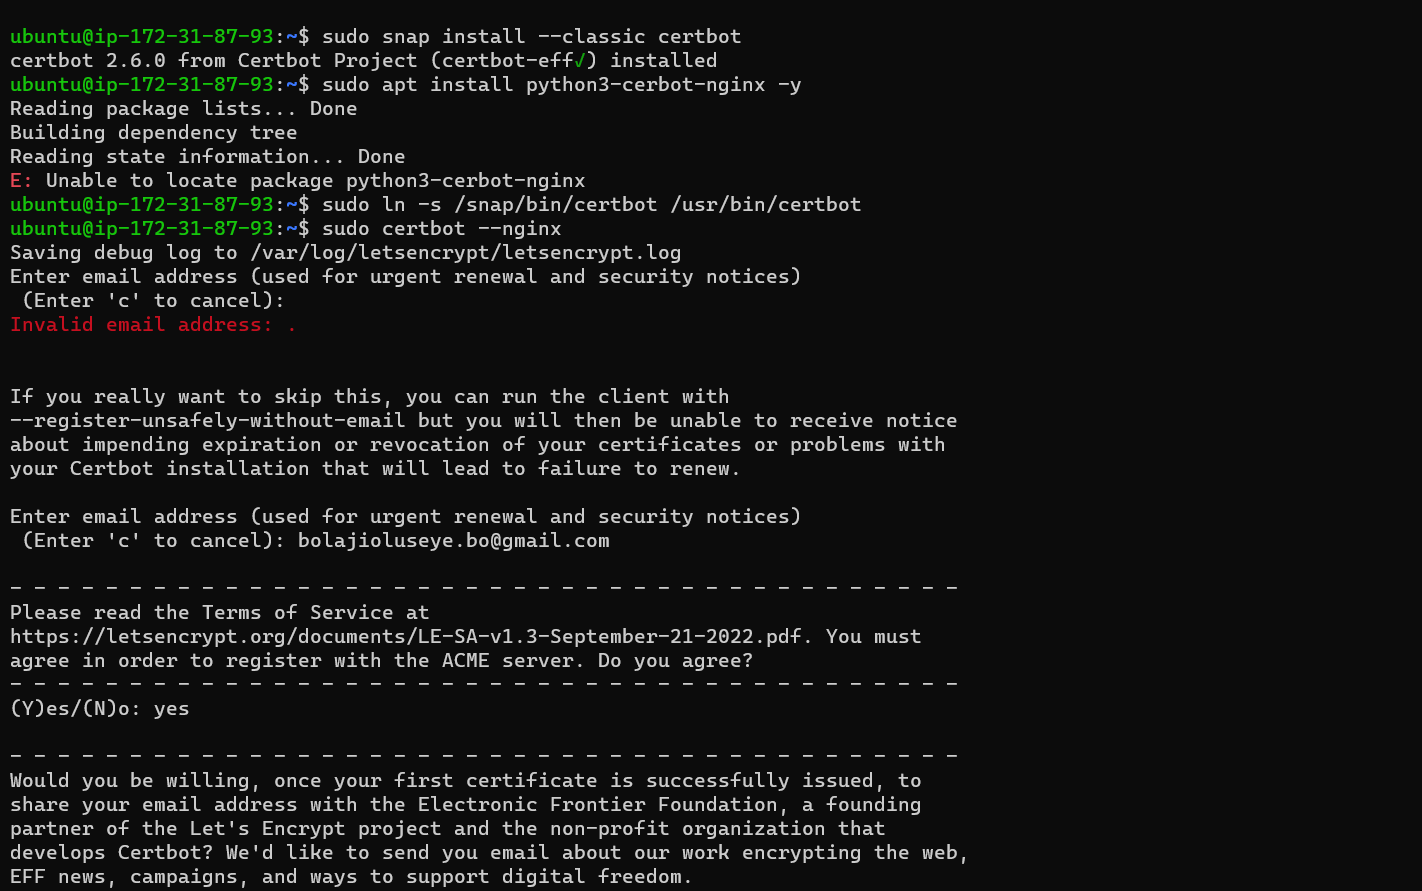 ubuntu@ip-172-31-87-93:~$ sudo snap install --classic certbot
certbot 2.6.0 from Certbot Project (certbot-eff✓) installed
ubuntu@ip-172-31-87-93:~$ sudo apt install python3-cerbot-nginx -y
Reading package lists... Done
Building dependency tree
Reading state information... Done
E: Unable to locate package python3-cerbot-nginx
ubuntu@ip-172-31-87-93:~$ sudo ln -s /snap/bin/certbot /usr/bin/certbot
ubuntu@ip-172-31-87-93:~$ sudo certbot --nginx
Saving debug log to /var/log/letsencrypt/letsencrypt.log
Enter email address (used for urgent renewal and security notices)
 (Enter 'c' to cancel):
Invalid email address: .
If you really want to skip this, you can run the client with
--register-unsafely-without-email but you will then be unable to receive notice
about impending expiration or revocation of your certificates or problems with
your Certbot installation that will lead to failure to renew.
Enter email address (used for urgent renewal and security notices)
 (Enter 'c' to cancel): bolajioluseye.bo@gmail.com
- - - - - - - - - - - - - - - - - - - - - - - - - - - - - - - - - - - - - - - -
Please read the Terms of Service at
https://letsencrypt.org/documents/LE-SA-v1.3-September-21-2022.pdf. You must
agree in order to register with the ACME server. Do you agree?
- - - - - - - - - - - - - - - - - - - - - - - - - - - - - - - - - - - - - - - -
(Y)es/(N)o: yes
- - - - - - - - - - - - - - - - - - - - - - - - - - - - - - - - - - - - - - - -
Would you be willing, once your first certificate is successfully issued, to
share your email address with the Electronic Frontier Foundation, a founding
partner of the Let's Encrypt project and the non-profit organization that
develops Certbot? We'd like to send you email about our work encrypting the web,
EFF news, campaigns, and ways to support digital freedom.